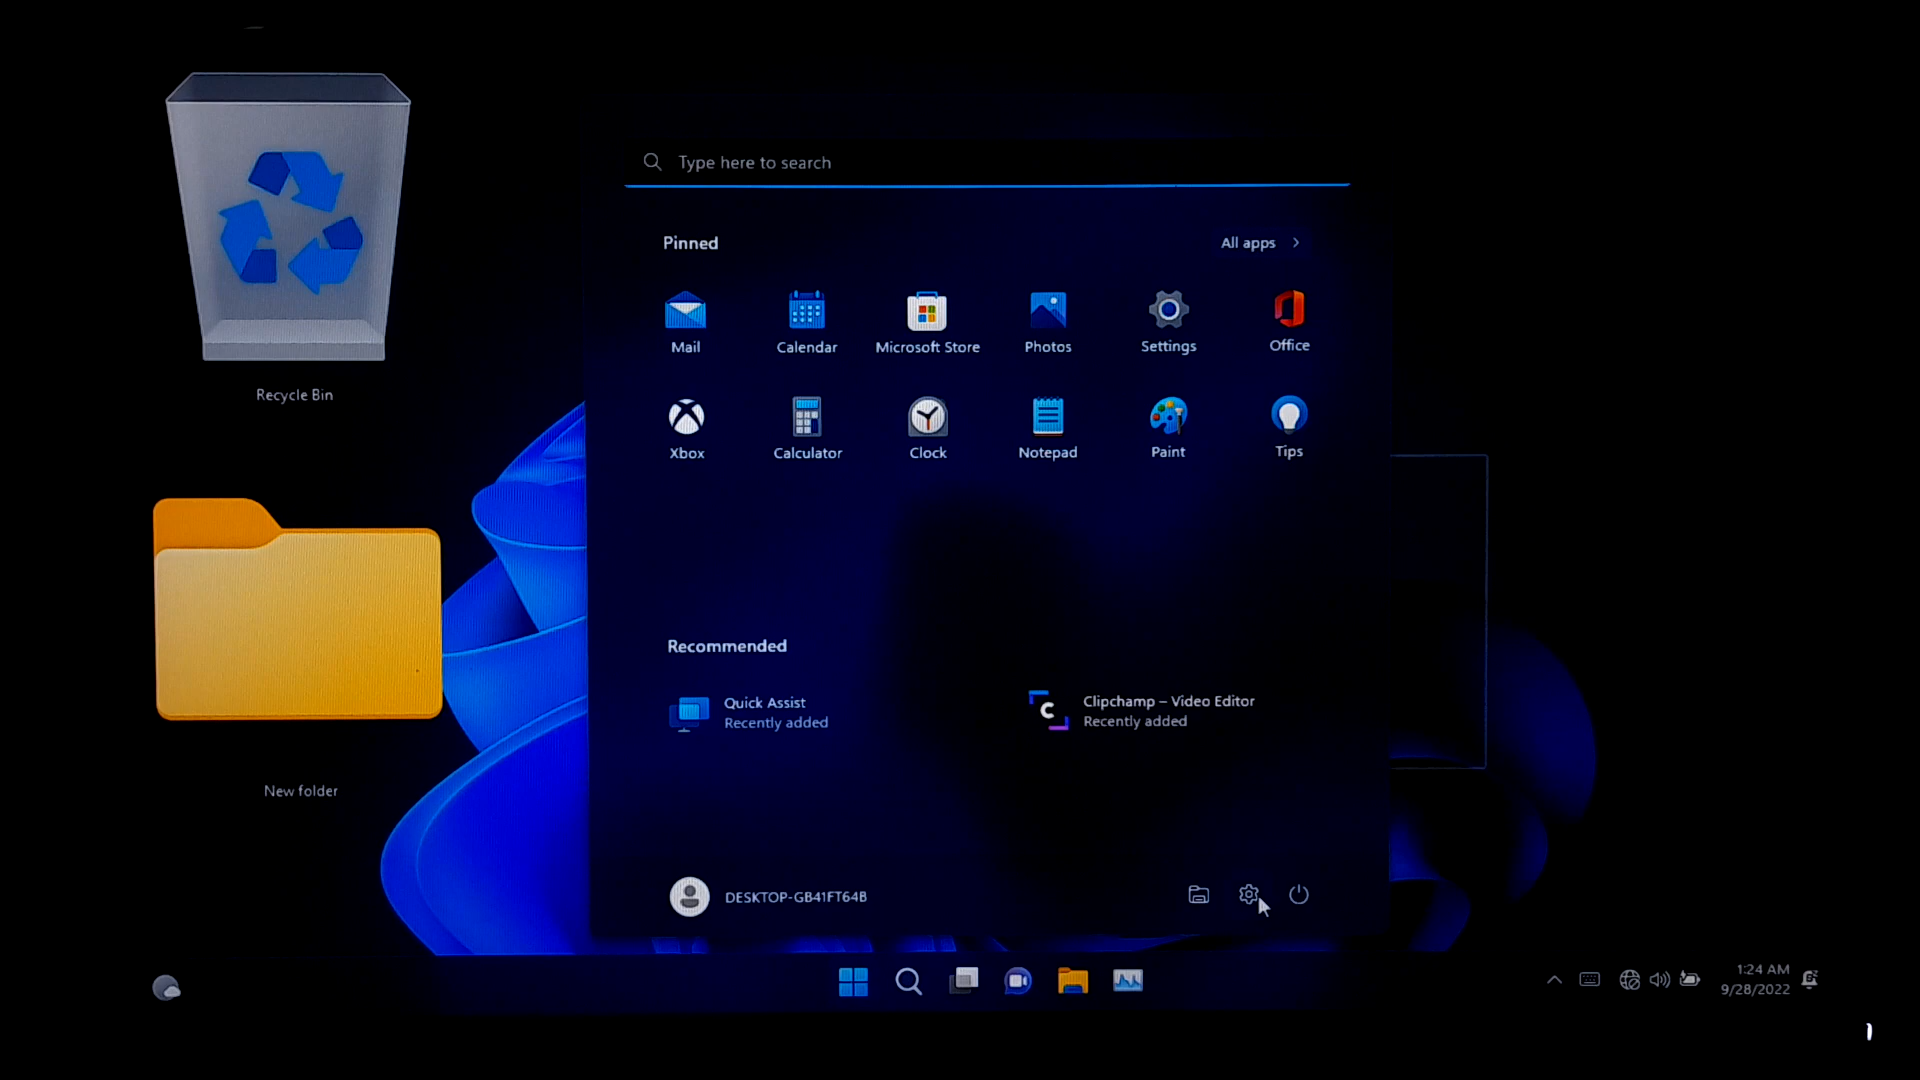 Type here to search
Pinned
All apps
Mail
Calendar
Microsoft Store
Photos
Settings
Office
Xbox
Calculator
Clock
Notepad
Paint
Tips
Recycle Bin
New folder
Recommended
Quick Assist
Recently added
Clipchamp – Video Editor
Recently added
DESKTOP-GB41FT64B
1:24 AM
9/28/2022